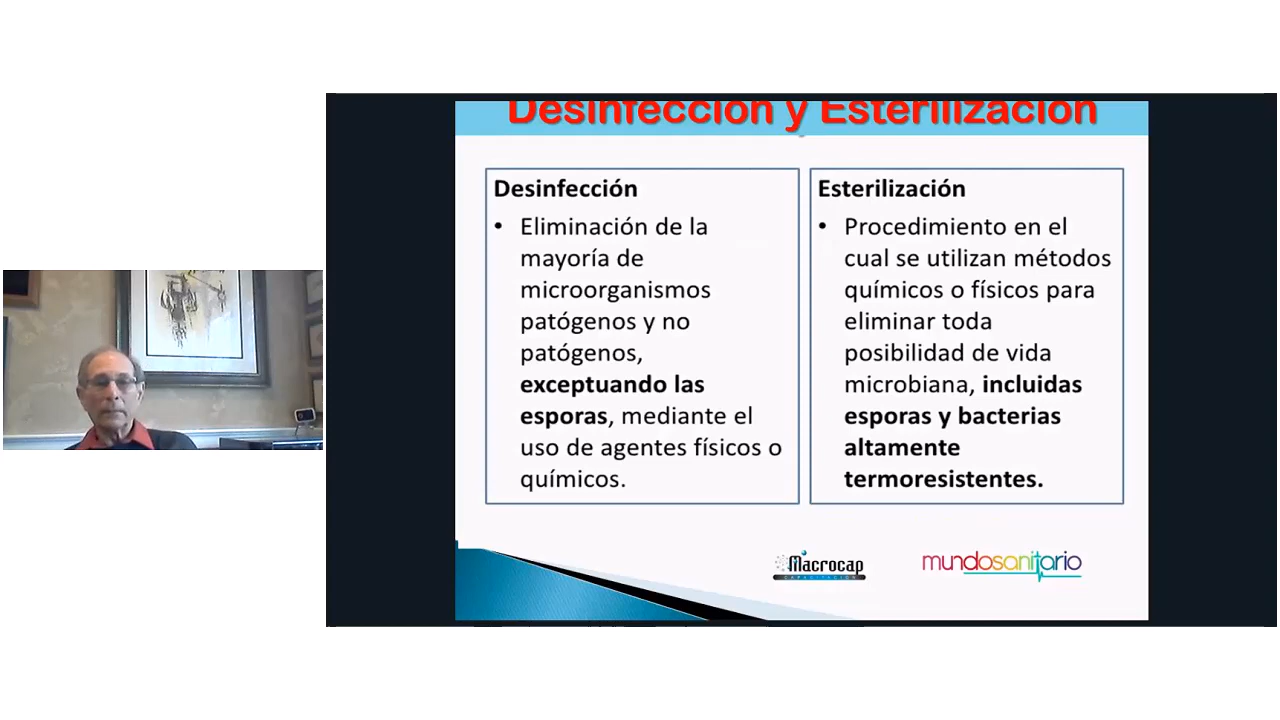 Desinfección y Esterilización
Desinfección
• Eliminación de la
mayoría de
microorganismos
patógenos y no
patógenos,
exceptuando las
esporas, mediante el
uso de agentes físicos o
químicos.
Esterilización
• Procedimiento en el
cual se utilizan métodos
químicos o físicos para
eliminar toda
posibilidad de vida
microbiana, incluidas
esporas y bacterias
altamente
termoresistentes.
Macrocap
CAPACITACIÓN
mundosanitario